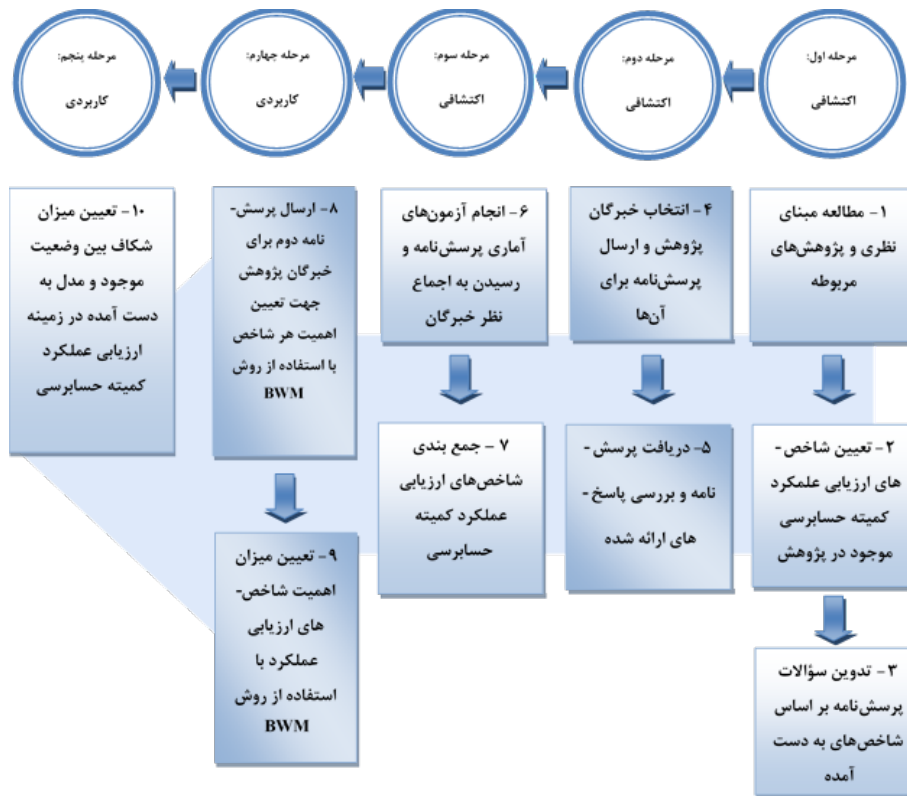 مرحله اول:
اکتشافی
مرحله دوم:
اکتشافی
مرحله سوم:
اکتشافی
مرحله چهارم:
کاربردی
مرحله پنجم:
کاربردی
۱- مطالعه مبنای
نظری و پژوهش‌های
مربوطه
۲- تعیین شاخص-
های ارزیابی علمکرد
کمیته حسابرسی
موجود در پژوهش
۳- تدوین سؤالات
پرسش‌نامه بر اساس
شاخص‌های به دست
آمده
۴- انتخاب خبرگان
پژوهش و ارسال
پرسش‌نامه برای
آن‌ها
۵- دریافت پرسش-
نامه و بررسی پاسخ-
های ارائه شده
۶- انجام آزمون‌های
آماری پرسش‌نامه و
رسیدن به اجماع
نظر خبرگان
۷- جمع بندی
شاخص‌های ارزیابی
عملکرد کمیته
حسابرسی
۸- ارسال پرسش-
نامه دوم برای
خبرگان پژوهش
جهت تعیین
اهمیت هر شاخص
با استفاده از روش
BWM
۹- تعیین میزان
اهمیت شاخص-
های ارزیابی
عملکرد با
استفاده از روش
BWM
۱۰- تعیین میزان
شکاف بین وضعیت
موجود و مدل به
دست آمده در زمینه
ارزیابی عملکرد
کمیته حسابرسی